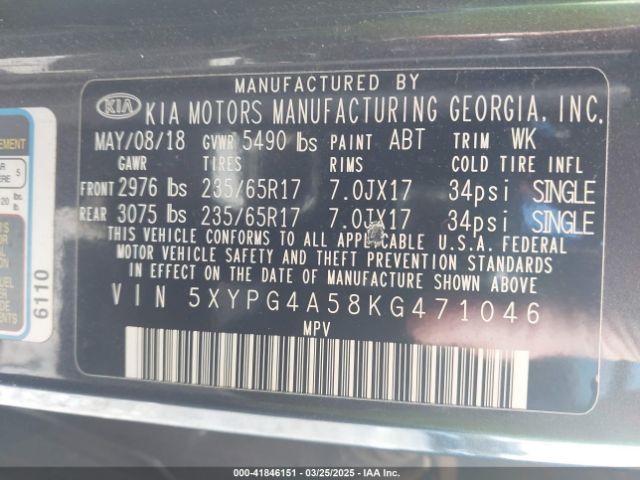 MANUFACTURED BY
KIA KIA MOTORS MANUFACTURING GEORGIA, INC.
MAY/08/18 GVWR 5490 lbs PAINT ABT TRIM WK
GAWR TIRES RIMS COLD TIRE INFL
FRONT 2976 lbs 235/65R17 7.0JX17 34psi SINGLE
REAR 3075 lbs 235/65R17 7.0JX17 34psi SINGLE
THIS VEHICLE CONFORMS TO ALL APPLICABLE U.S.A. FEDERAL
MOTOR VEHICLE SAFETY AND THEFT PREVENTION STANDARDS
IN EFFECT ON THE DATE OF MANUFACTURE SHOWN ABOVE.
VIN 5XYPG4A58KG471046
MPV
6110
000-41846151 | 03/25/2025 | IAAI.COM